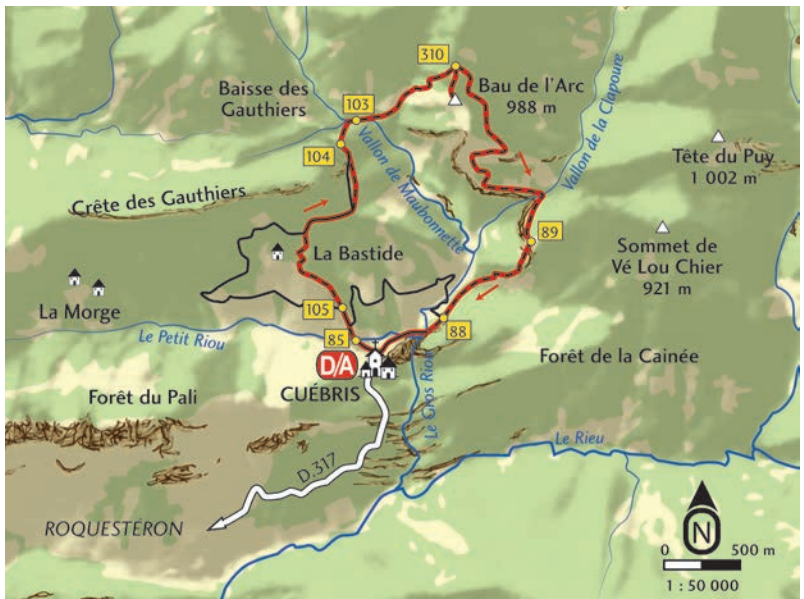 310
Baisse des
Gauthiers
Bau de l'Arc
988 m
103
104
Vallon de Maubonnette
Vallon de la Clapoure
Tête du Puy
1 002 m
Crête des Gauthiers
89
La Bastide
Sommet de
Vé Lou Chier
921 m
La Morge
105
88
Le Petit Riou
85
D/A
CUÉBRIS
Le Gros Riou
Forêt de la Cainée
Forêt du Pali
Le Rieu
D.317
ROQUESTÉRON
N
0 500 m
1 : 50 000